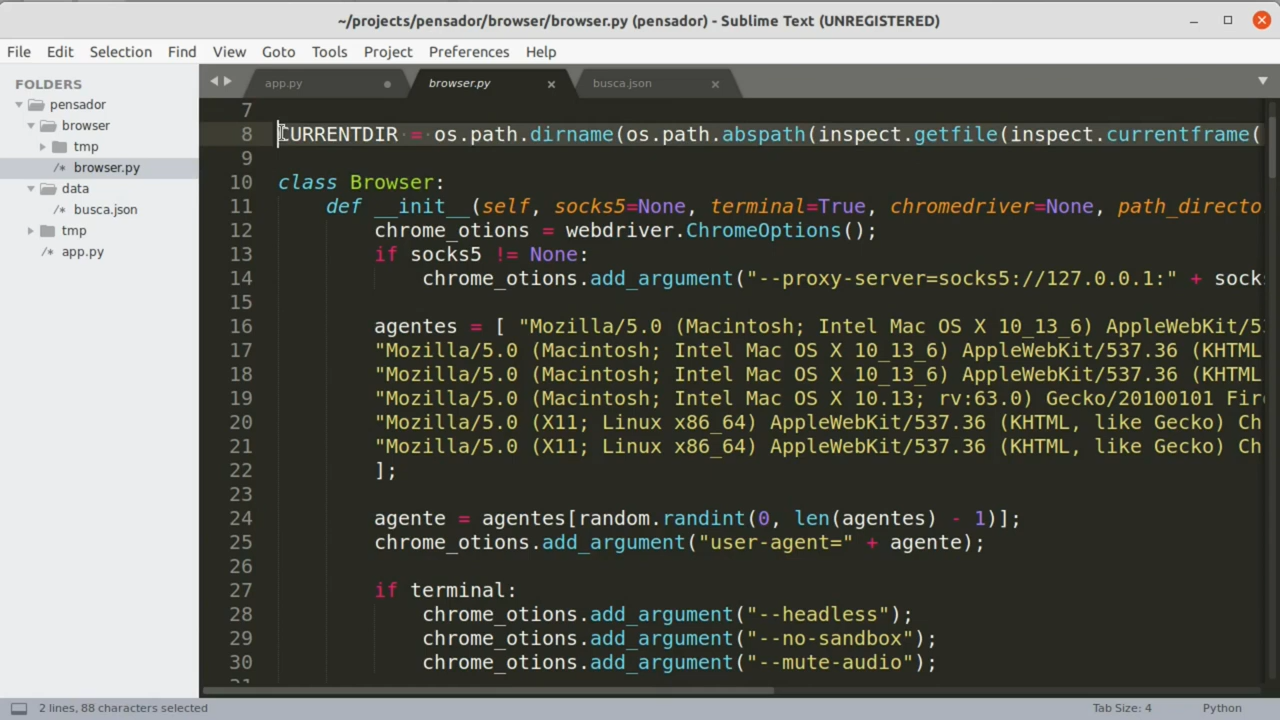 ~/projects/pensador/browser/browser.py (pensador) - Sublime Text (UNREGISTERED)
File Edit Selection Find View Goto Tools Project Preferences Help
FOLDERS
pensador
browser
tmp
/* browser.py
data
busca.json
tmp
/* app.py
app.py
browser.py
busca.json
7
8 CURRENTDIR = os.path.dirname(os.path.abspath(inspect.getfile(inspect.currentframe(
9
10 class Browser:
11 def __init__(self, socks5=None, terminal=True, chromedriver=None, path_directo
12 chrome_otions = webdriver.ChromeOptions();
13 if socks5 != None:
14 chrome_otions.add_argument("--proxy-server=socks5://127.0.0.1:" + socks
15
16 agentes = [ "Mozilla/5.0 (Macintosh; Intel Mac OS X 10_13_6) AppleWebKit/53
17 "Mozilla/5.0 (Macintosh; Intel Mac OS X 10_13_6) AppleWebKit/537.36 (KHTML
18 "Mozilla/5.0 (Macintosh; Intel Mac OS X 10_13_6) AppleWebKit/537.36 (KHTML
19 "Mozilla/5.0 (Macintosh; Intel Mac OS X 10.13; rv:63.0) Gecko/20100101 Fire
20 "Mozilla/5.0 (X11; Linux x86_64) AppleWebKit/537.36 (KHTML, like Gecko) Ch
21 "Mozilla/5.0 (X11; Linux x86_64) AppleWebKit/537.36 (KHTML, like Gecko) Ch
22 ];
23
24 agente = agentes[random.randint(0, len(agentes) - 1)];
25 chrome_otions.add_argument("user-agent=" + agente);
26
27 if terminal:
28 chrome_otions.add_argument("--headless");
29 chrome_otions.add_argument("--no-sandbox");
30 chrome_otions.add_argument("--mute-audio");
2 lines, 88 characters selected
Tab Size: 4
Python